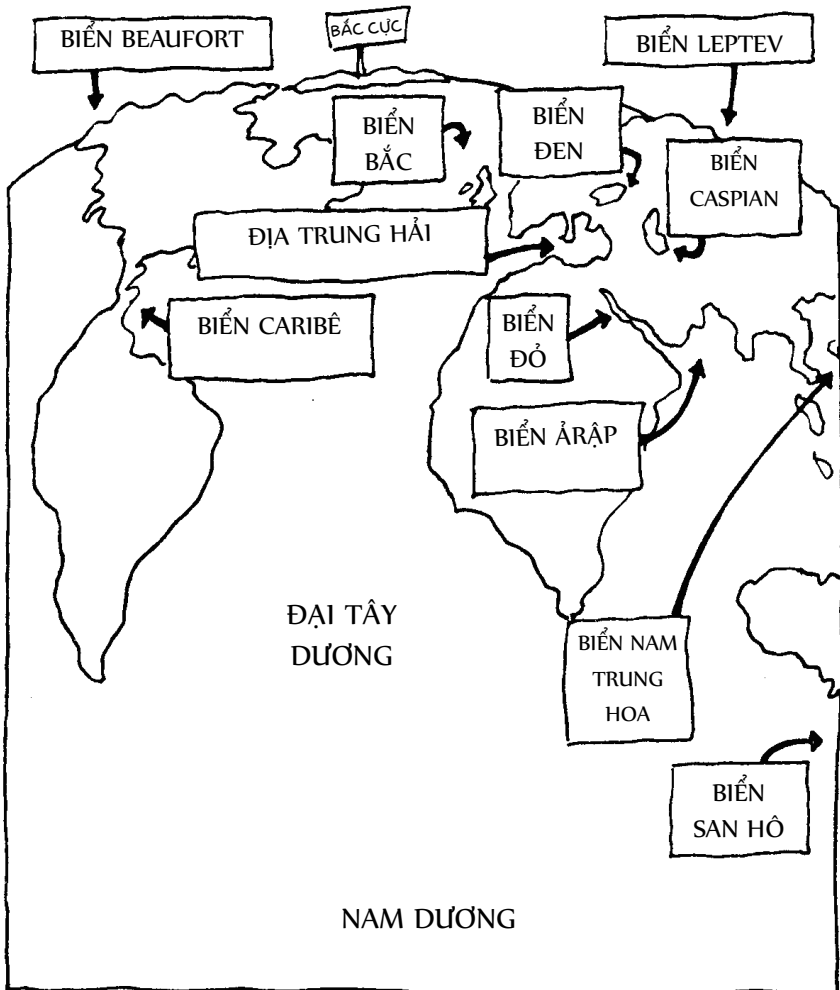 BẮC CỰC
BIỂN BEAUFORT
BIỂN LEPTEV
BIỂN
BẮC
BIỂN
ĐEN
BIỂN
CASPIAN
ĐỊA TRUNG HẢI
BIỂN CARIBÊ
BIỂN
ĐỎ
BIỂN ẢRẬP
ĐẠI TÂY
DƯƠNG
BIỂN NAM
TRUNG
HOA
BIỂN
SAN HÔ
NAM DƯƠNG